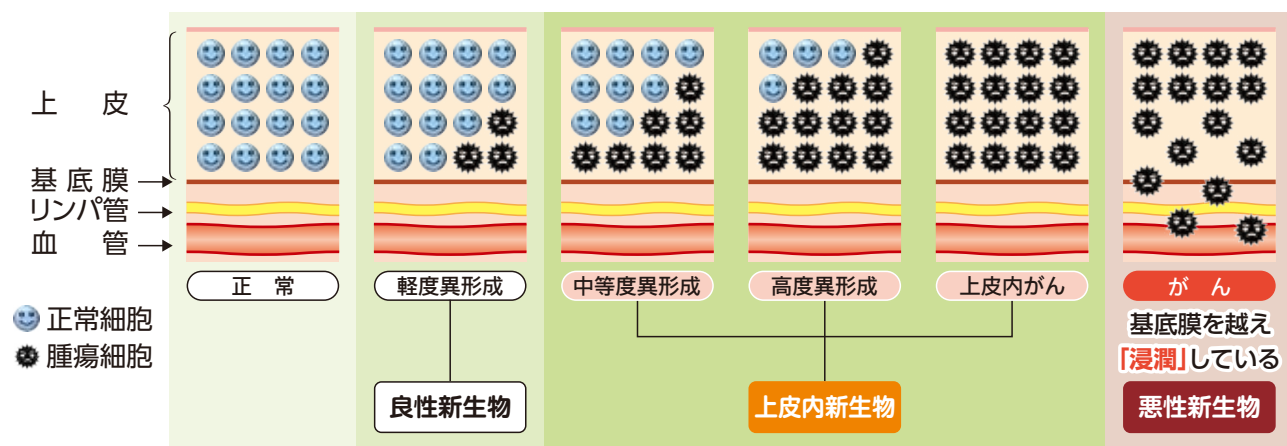 上　皮
基底膜
リンパ管
血　管
正常細胞
腫瘍細胞
正　常
軽度異形成
中等度異形成
高度異形成
上皮内がん
が　ん
基底膜を越え
「浸潤」している
良性新生物
上皮内新生物
悪性新生物